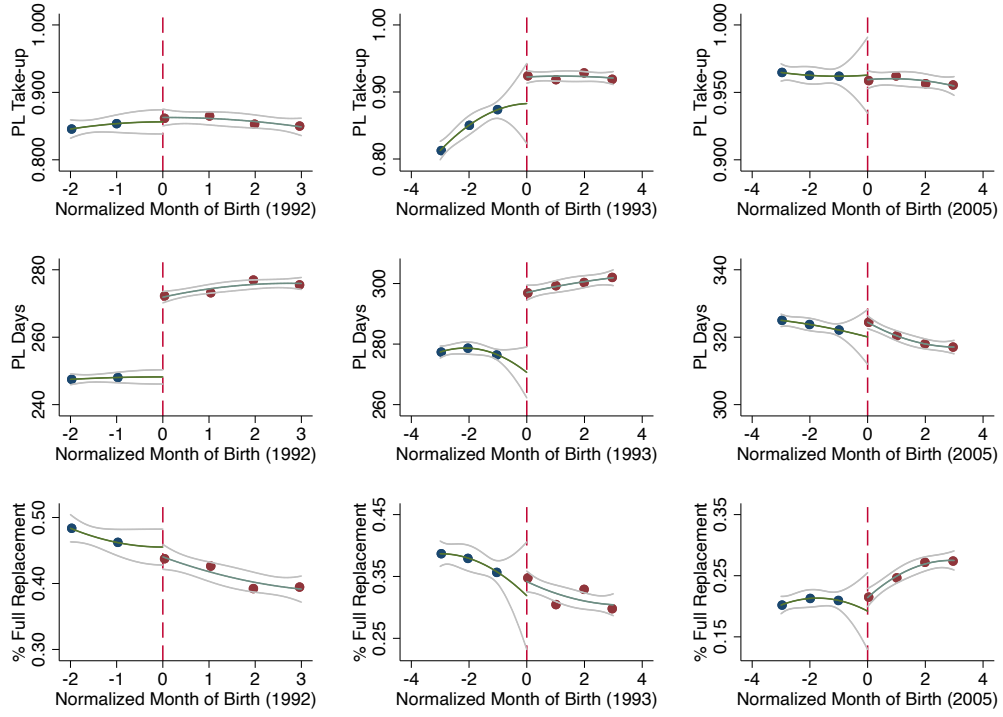 PL Take-up
1.000
0.900
0.800
-2 -1 0 1 2 3
Normalized Month of Birth (1992)
PL Take-up
1.00
0.90
0.80
-4 -2 0 2 4
Normalized Month of Birth (1993)
PL Take-up
1.000
0.950
0.900
-4 -2 0 2 4
Normalized Month of Birth (2005)
PL Days
280
260
240
-2 -1 0 1 2 3
Normalized Month of Birth (1992)
PL Days
300
280
260
-4 -2 0 2 4
Normalized Month of Birth (1993)
PL Days
340
320
300
-4 -2 0 2 4
Normalized Month of Birth (2005)
% Full Replacement
0.50
0.40
0.30
-2 -1 0 1 2 3
Normalized Month of Birth (1992)
% Full Replacement
0.45
0.35
0.25
-4 -2 0 2 4
Normalized Month of Birth (1993)
% Full Replacement
0.35
0.25
0.15
-4 -2 0 2 4
Normalized Month of Birth (2005)